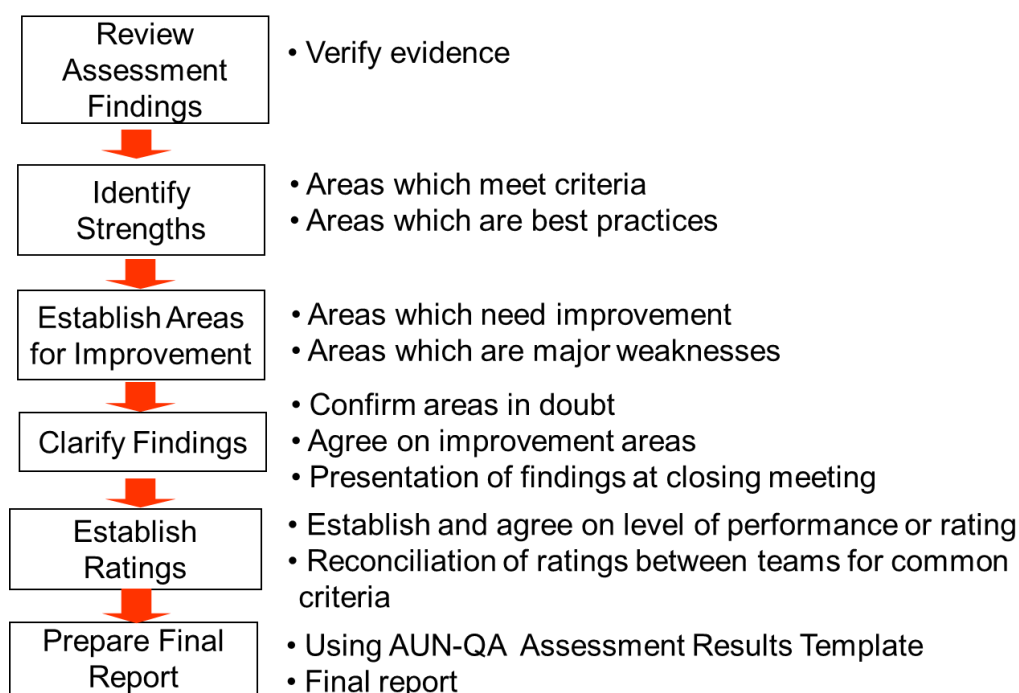 Review
Assessment
Findings
• Verify evidence
Identify
Strengths
• Areas which meet criteria
• Areas which are best practices
Establish Areas
for Improvement
• Areas which need improvement
• Areas which are major weaknesses
Clarify Findings
• Confirm areas in doubt
• Agree on improvement areas
• Presentation of findings at closing meeting
Establish
Ratings
• Establish and agree on level of performance or rating
• Reconciliation of ratings between teams for common
criteria
Prepare Final
Report
• Using AUN-QA Assessment Results Template
• Final report